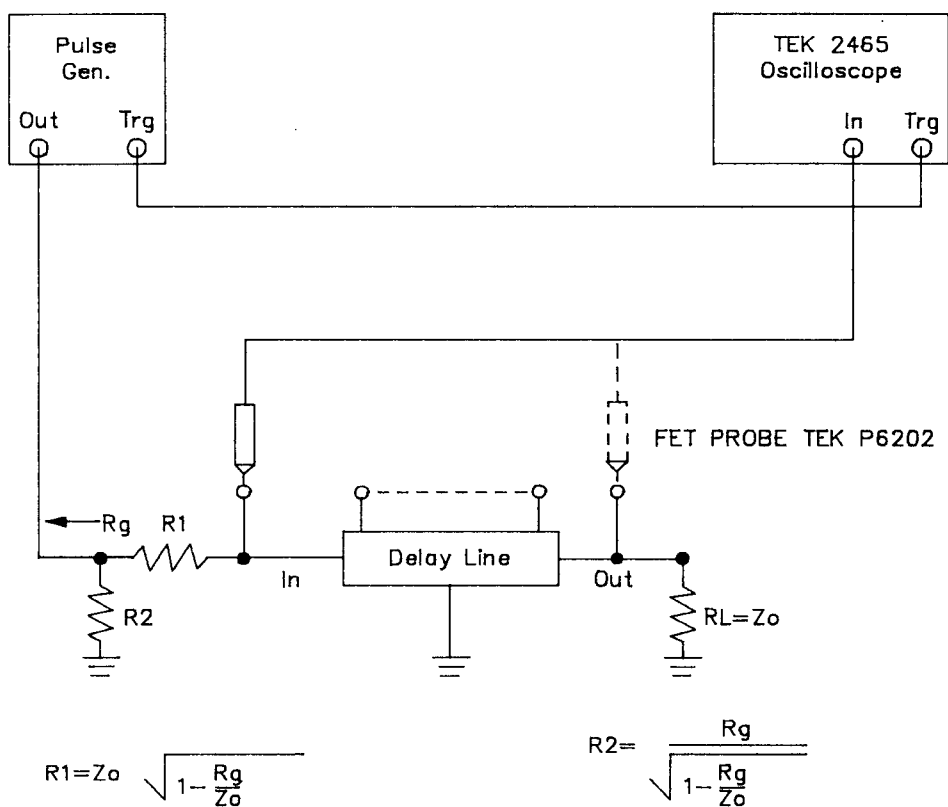 Pulse
Gen.
Out
Trg
TEK 2465
Oscilloscope
In
Trg
FET PROBE TEK P6202
Rg
R1
In
Delay Line
Out
R2
RL=Zo
R1=Zo √(1-Rg/Zo)
R2= Rg/√(1-Rg/Zo)